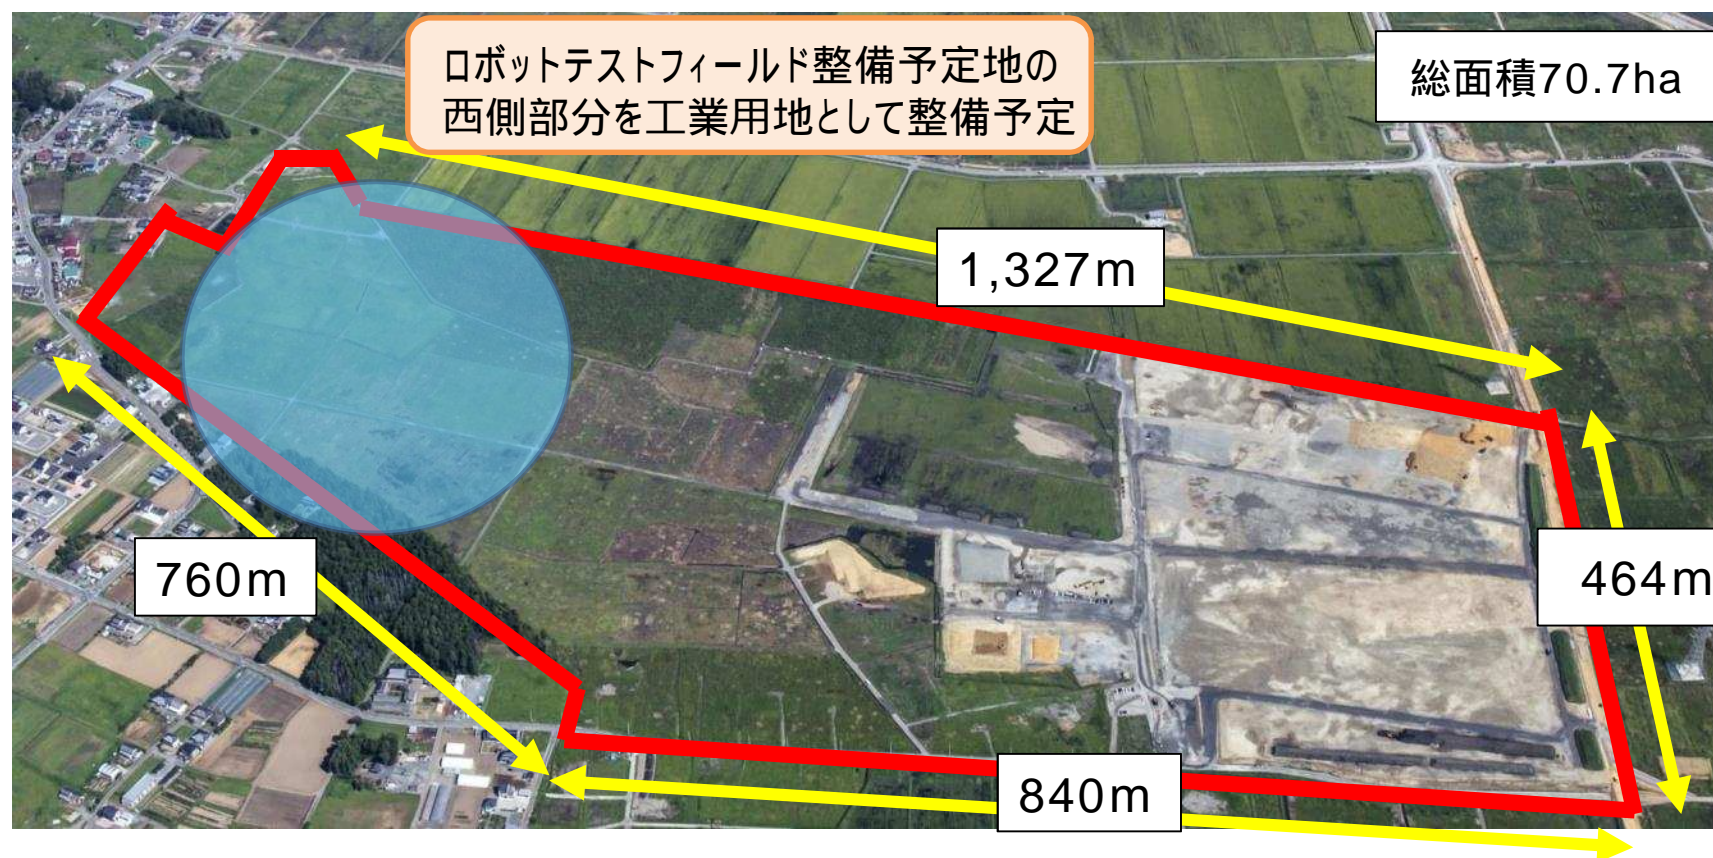 ロボットテストフィールド整備予定地の
西側部分を工業用地として整備予定
総面積70.7ha
1,327m
464m
760m
840m